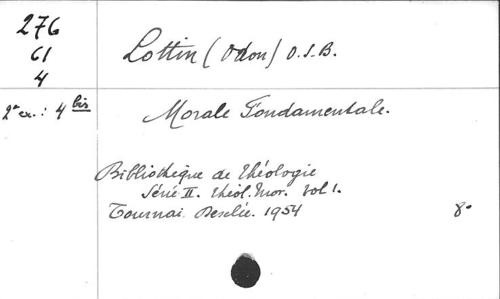 276
61
4
2e ex.: 4 bis
Lottin (Odon) O.S.B.
Morale Fondamentale.
Bibliothèque de théologie
Série II. théol. mor. Vol 1.
Tournai. Desclée. 1954
8°